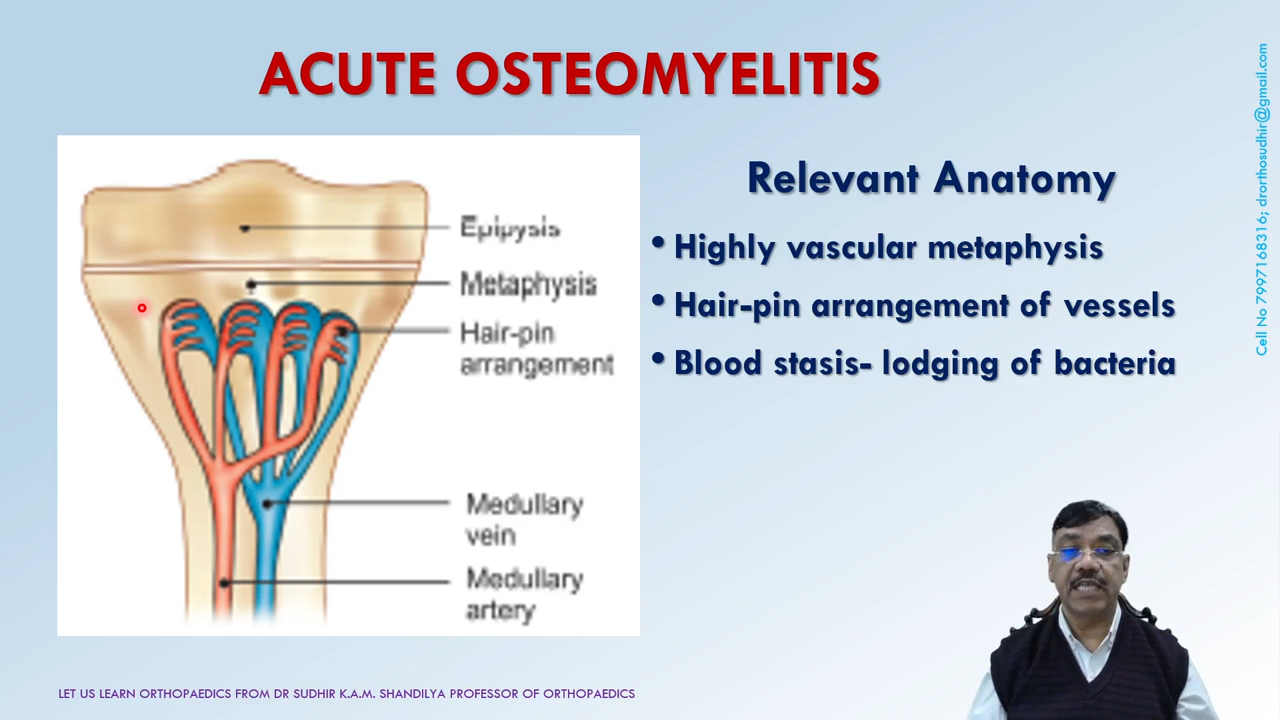 ACUTE OSTEOMYELITIS
Epipysis
Metaphysis
Hair-pin
arrangement
Medullary
vein
Medullary
artery
Relevant Anatomy
• Highly vascular metaphysis
• Hair-pin arrangement of vessels
• Blood stasis- lodging of bacteria
Cell No 7997168316; drorthosudhir@gmail.com
LET US LEARN ORTHOPAEDICS FROM DR SUDHIR K.A.M. SHANDILYA PROFESSOR OF ORTHOPAEDICS